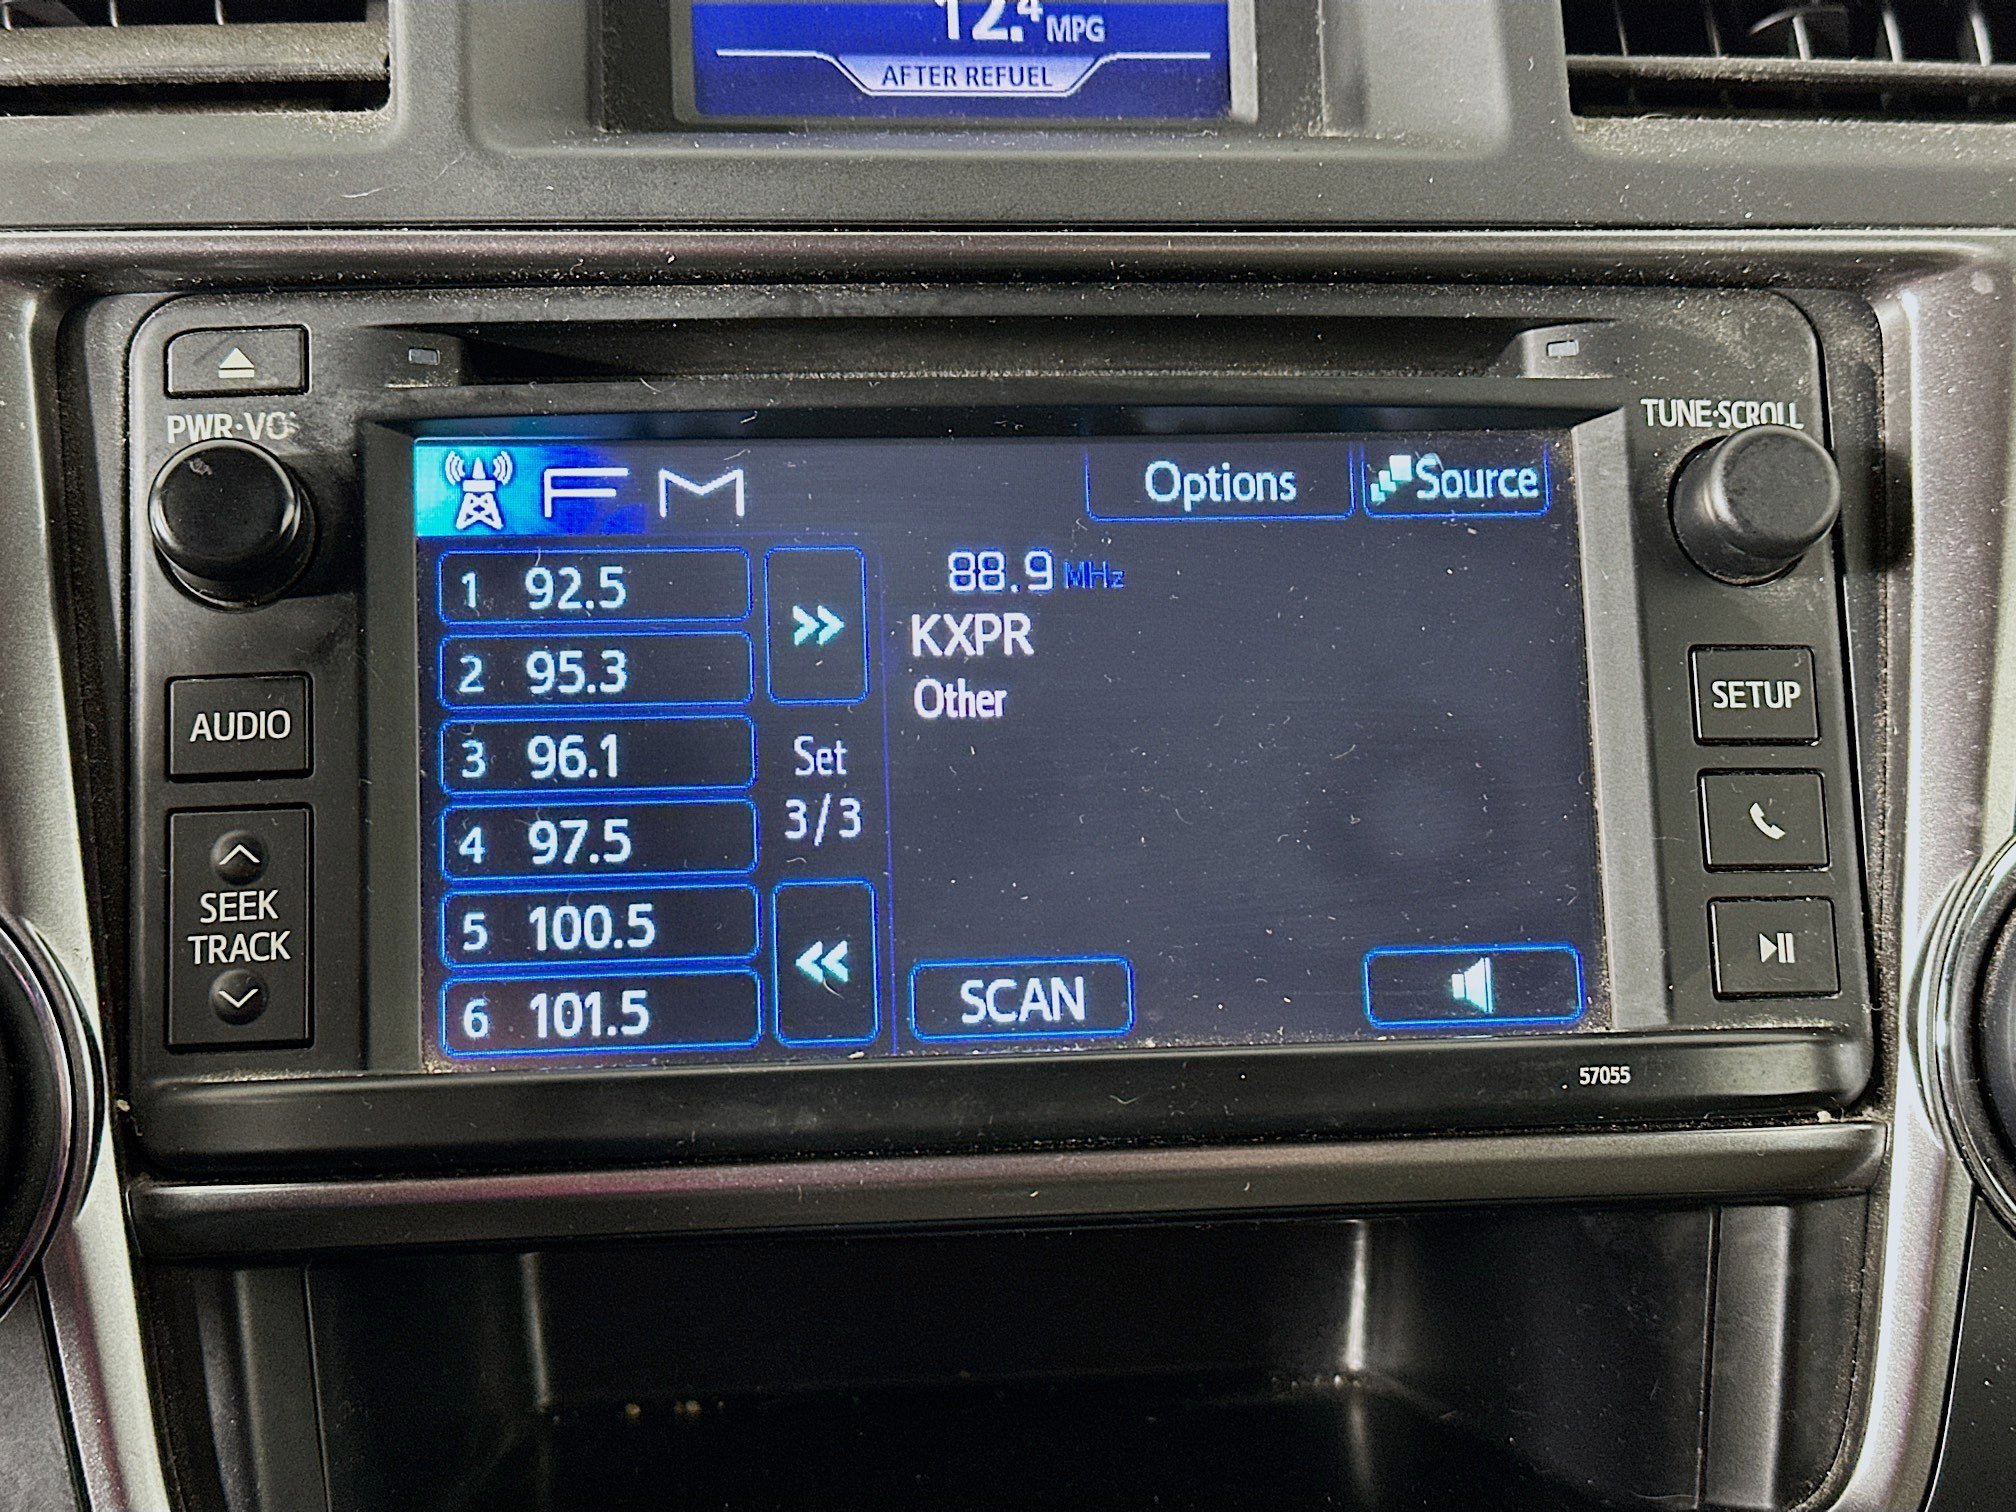 12.4 MPG
AFTER REFUEL
PWR·VO
TUNE·SCROLL
FM
Options
Source
1 92.5
2 95.3
3 96.1
4 97.5
5 100.5
6 101.5
Set
3/3
88.9 MHz
KXPR
Other
SCAN
AUDIO
SEEK
TRACK
SETUP
57055